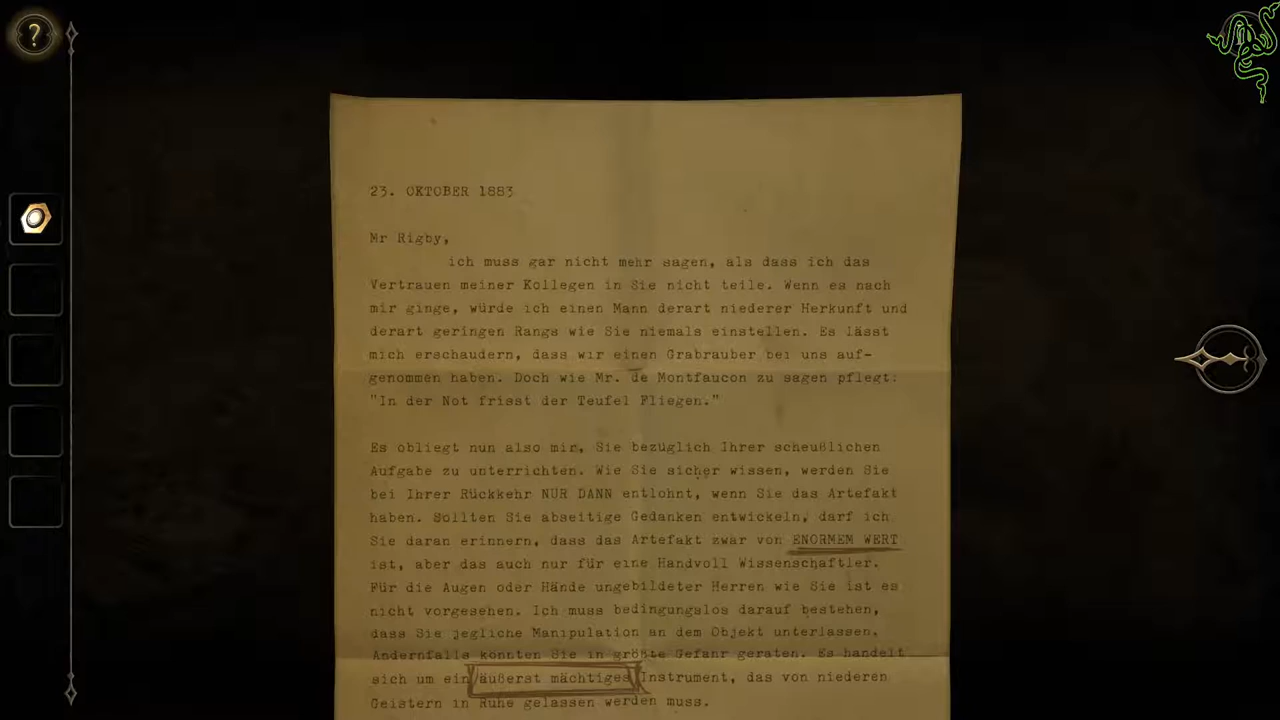 ?
23. OKTOBER 1883
Mr Rigby,
ich muss gar nicht mehr sagen, als dass ich das
Vertrauen meiner Kollegen in Sie nicht teile. Wenn es nach
mir ginge, würde ich einen Mann derart niederer Herkunft und
derart geringen Rangs wie Sie niemals einstellen. Es lässt
mich erschaudern, dass wir einen Grabrauber bei uns auf-
genommen haben. Doch wie Mr. de Montfaucon zu sagen pflegt:
"In der Not frisst der Teufel Fliegen."
Es obliegt nun also mir, Sie bezüglich Ihrer scheußlichen
Aufgabe zu unterrichten. Wie Sie sicher wissen, werden Sie
bei Ihrer Rückkehr NUR DANN entlohnt, wenn Sie das Artefakt
haben. Sollten Sie abseitige Gedanken entwickeln, darf ich
Sie daran erinnern, dass das Artefakt zwar von ENORMEM WERT
ist, aber das auch nur für eine Handvoll Wissenschaftler.
Für die Augen oder Hände ungebildeter Herren wie Sie ist es
nicht vorgesehen. Ich muss bedingungslos darauf bestehen,
dass Sie jegliche Manipulation an dem Objekt unterlassen.
Andernfalls könnten Sie in größte Gefahr geraten. Es handelt
sich um ein äußerst mächtiges Instrument, das von niederen
Geistern in Ruhe gelassen werden muss.